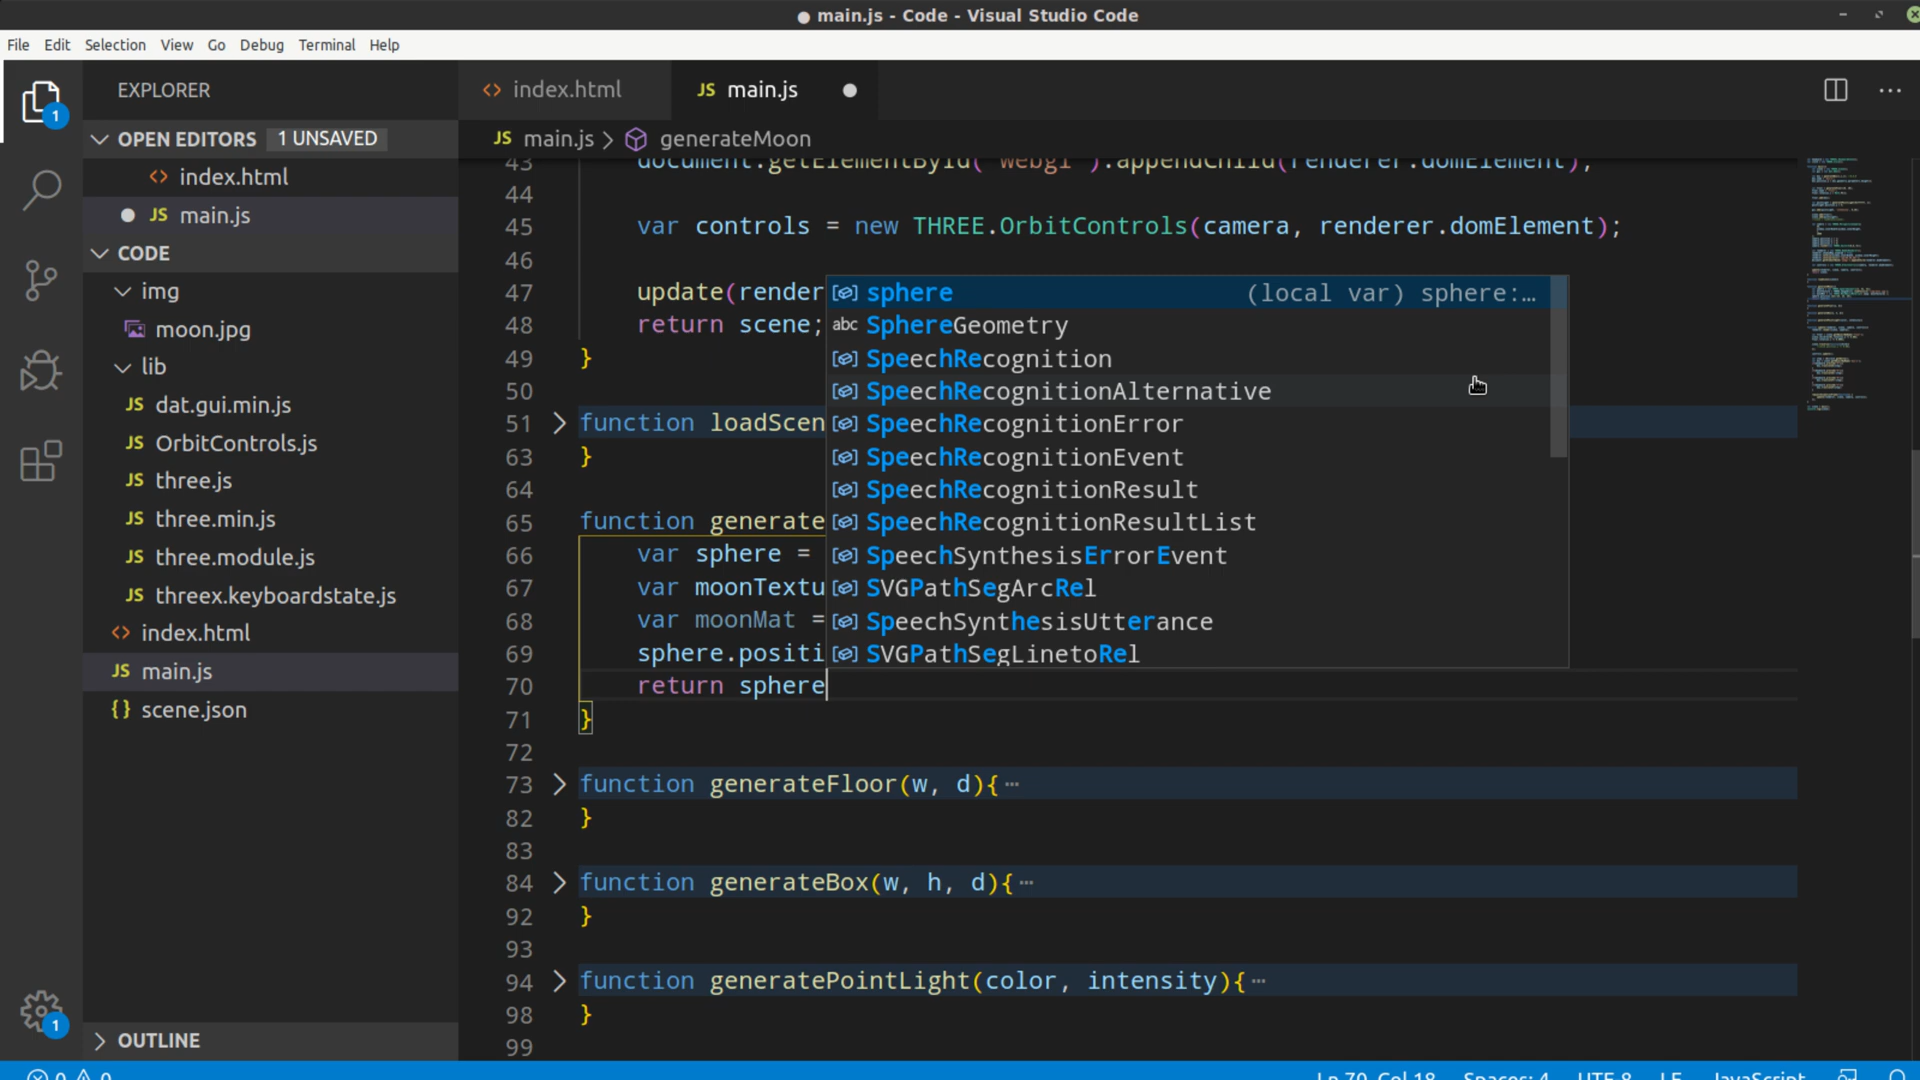 main.js - Code - Visual Studio Code
File Edit Selection View Go Debug Terminal Help
EXPLORER
OPEN EDITORS 1 UNSAVED
index.html
main.js
CODE
img
moon.jpg
lib
dat.gui.min.js
OrbitControls.js
three.js
three.min.js
three.module.js
threex.keyboardstate.js
index.html
main.js
scene.json
OUTLINE
1
1
index.html JS main.js
JS main.js > generateMoon
43 document.getElementById("webgl").appendChild(renderer.domElement);
44
45 var controls = new THREE.OrbitControls(camera, renderer.domElement);
46
47 update(render
48 return scene;
49 }
50
51 function loadScen
63 }
64
65 function generate
66 var sphere =
67 var moonTextu
68 var moonMat =
69 sphere.positi
70 return sphere
71 }
72
73 function generateFloor(w, d){⋯
82 }
83
84 function generateBox(w, h, d){⋯
92 }
93
94 function generatePointLight(color, intensity){⋯
98 }
99
sphere (local var) sphere:…
abc SphereGeometry
SpeechRecognition
SpeechRecognitionAlternative
SpeechRecognitionError
SpeechRecognitionEvent
SpeechRecognitionResult
SpeechRecognitionResultList
SpeechSynthesisErrorEvent
SVGPathSegArcRel
SpeechSynthesisUtterance
SVGPathSegLinetoRel
0 0 Ln 70, Col 18 Spaces: 4 UTF-8 LF JavaScript